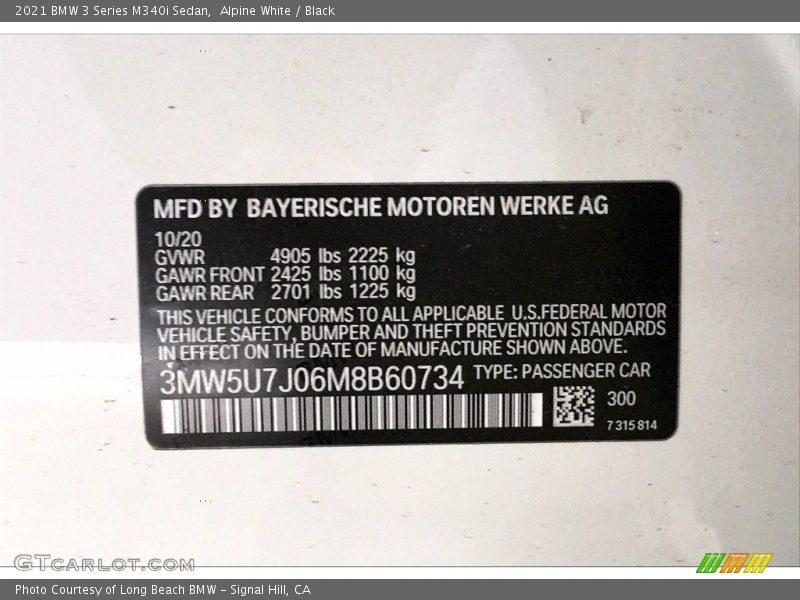 2021 BMW 3 Series M340i Sedan,  Alpine White / Black
MFD BY BAYERISCHE MOTOREN WERKE AG
10/20
GVWR 4905 lbs 2225 kg
GAWR FRONT 2425 lbs 1100 kg
GAWR REAR 2701 lbs 1225 kg
THIS VEHICLE CONFORMS TO ALL APPLICABLE U.S.FEDERAL MOTOR
VEHICLE SAFETY, BUMPER AND THEFT PREVENTION STANDARDS
IN EFFECT ON THE DATE OF MANUFACTURE SHOWN ABOVE.
3MW5U7J06M8B60734 TYPE: PASSENGER CAR
300
7 315 814
GTCARLOT.COM
Photo Courtesy of Long Beach BMW - Signal Hill, CA